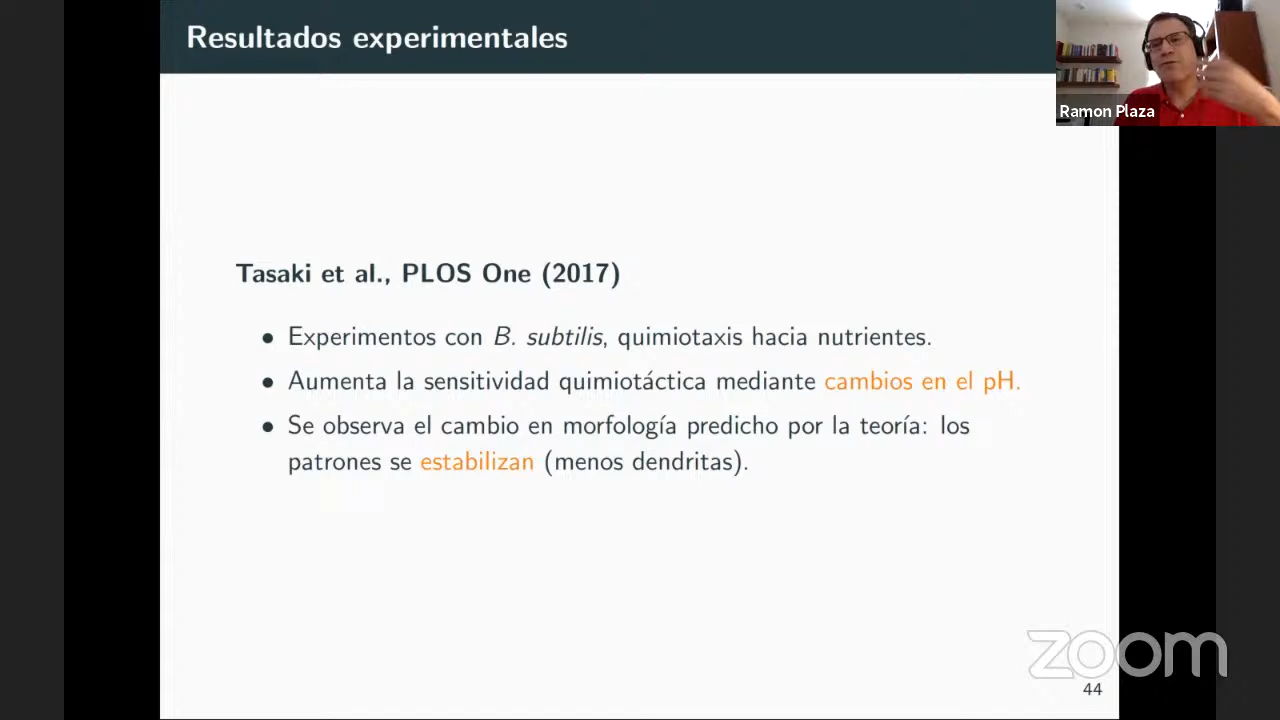 Resultados experimentales
Ramon Plaza
Tasaki et al., PLOS One (2017)
• Experimentos con B. subtilis, quimiotaxis hacia nutrientes.
• Aumenta la sensitividad quimiotáctica mediante cambios en el pH.
• Se observa el cambio en morfología predicho por la teoría: los
patrones se estabilizan (menos dendritas).
zoom
44